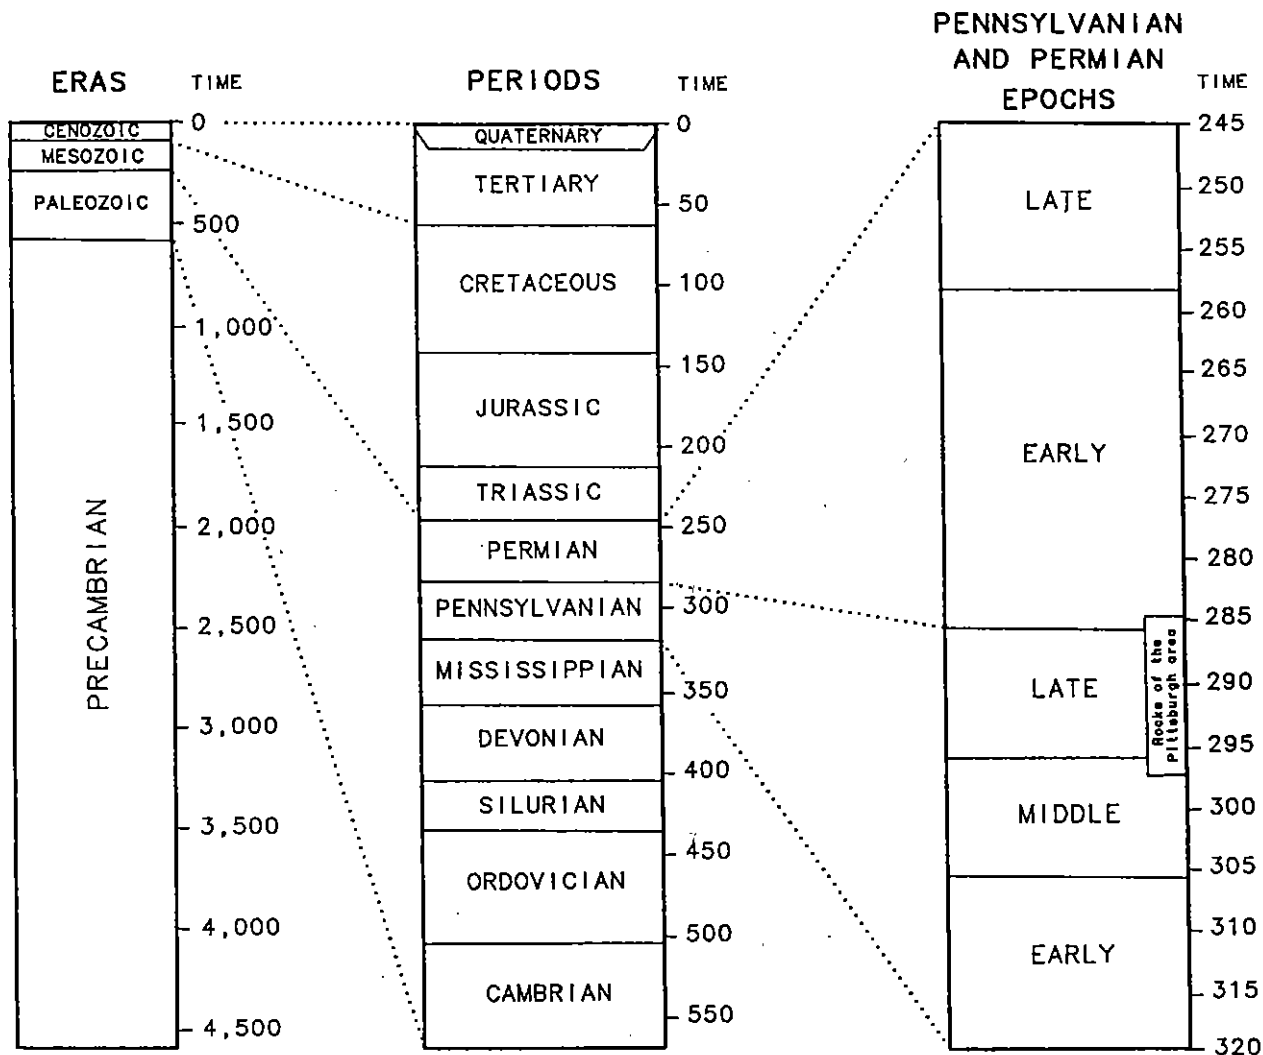 ERAS
TIME
CENOZOIC
MESOZOIC
PALEOZOIC
PRECAMBRIAN
0
500
1,000
1,500
2,000
2,500
3,000
3,500
4,000
4,500
PERIODS
TIME
QUATERNARY
TERTIARY
CRETACEOUS
JURASSIC
TRIASSIC
PERMIAN
PENNSYLVANIAN
MISSISSIPPIAN
DEVONIAN
SILURIAN
ORDOVICIAN
CAMBRIAN
0
50
100
150
200
250
300
350
400
450
500
550
PENNSYLVANIAN
AND PERMIAN
EPOCHS
TIME
LATE
EARLY
LATE
MIDDLE
EARLY
Rocks of the
Pittsburgh area
245
250
255
260
265
270
275
280
285
290
295
300
305
310
315
320